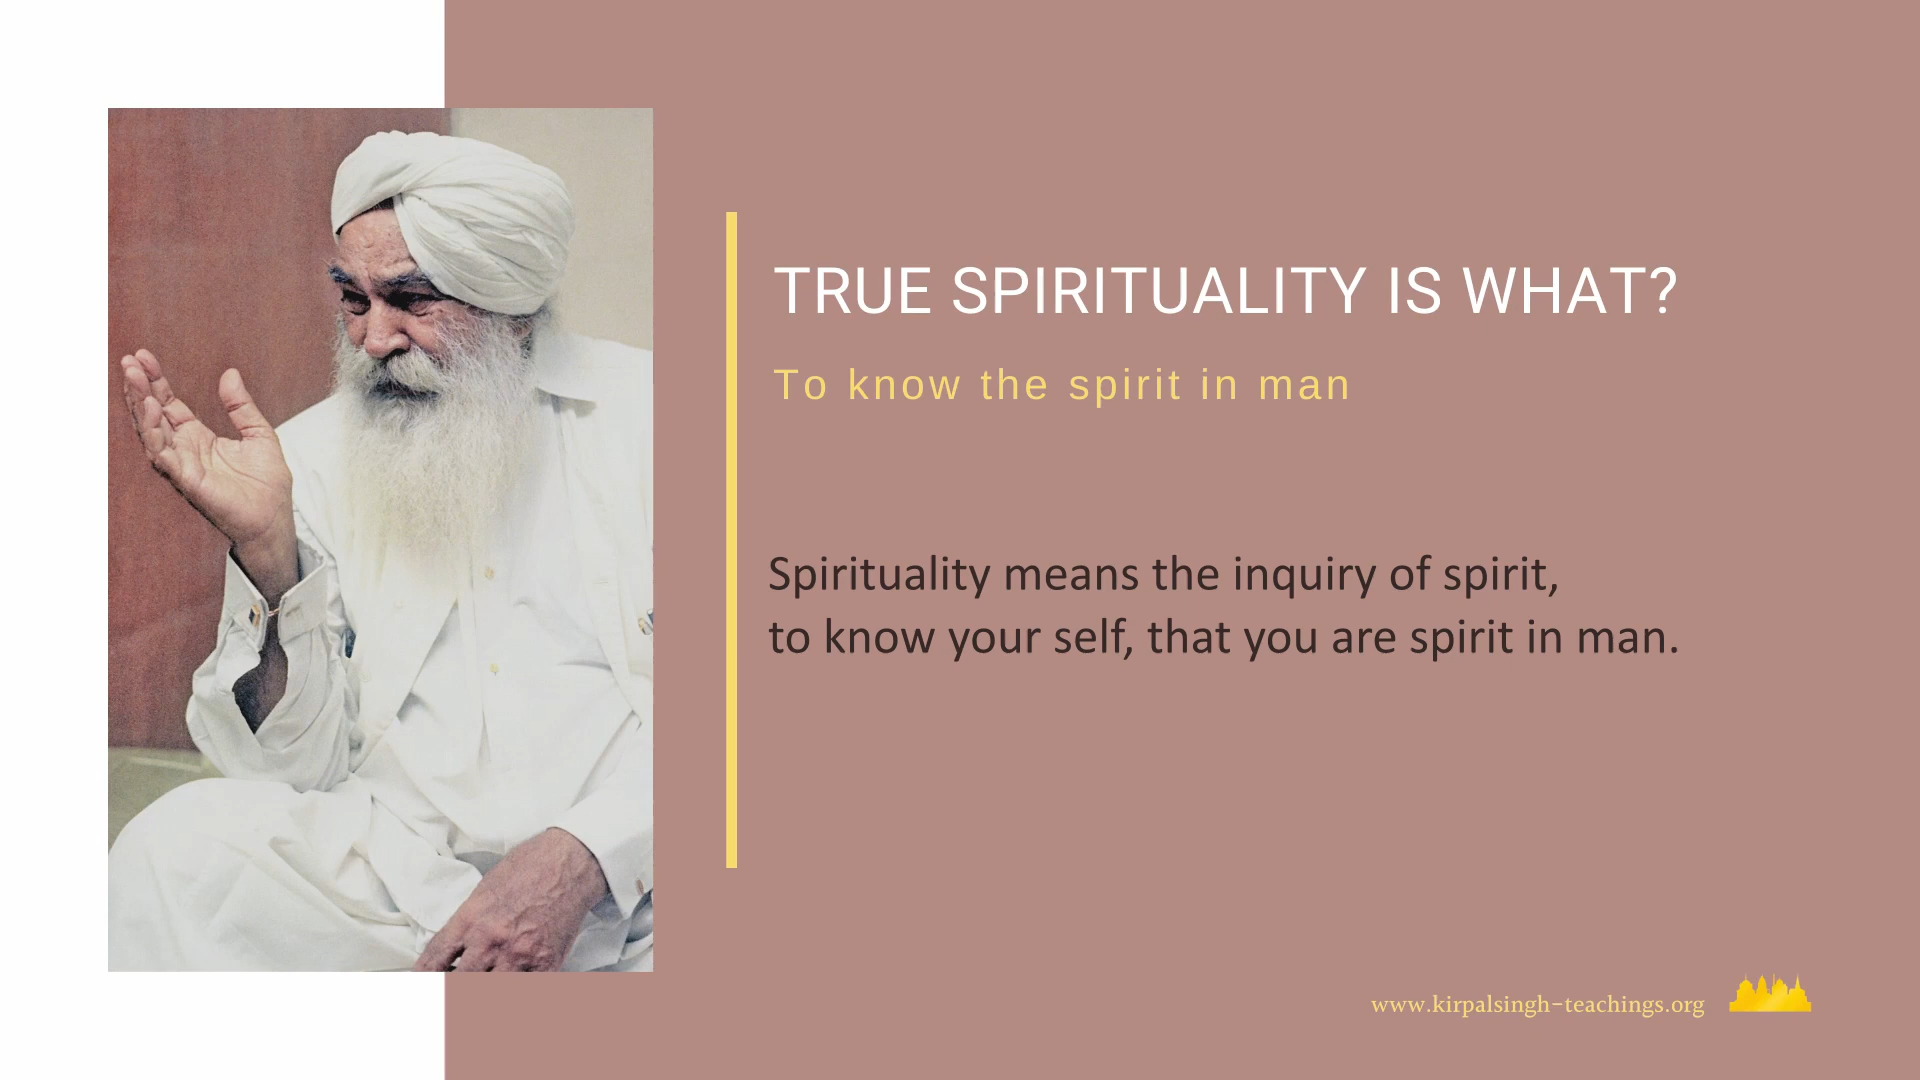 TRUE SPIRITUALITY IS WHAT?
To know the spirit in man
Spirituality means the inquiry of spirit,
to know your self, that you are spirit in man.
www.kirpalsingh-teachings.org